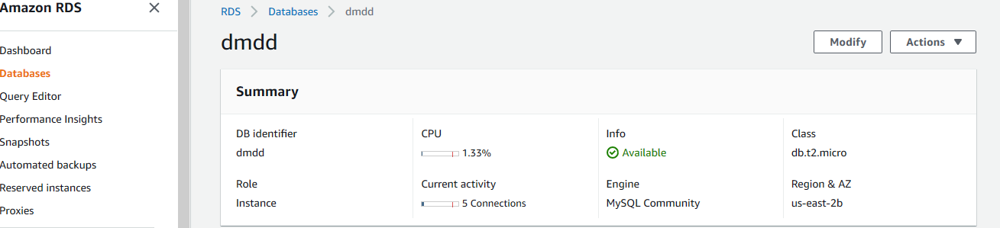 Amazon RDS
Dashboard
Databases
Query Editor
Performance Insights
Snapshots
Automated backups
Reserved instances
Proxies
RDS > Databases > dmdd
dmdd
Modify
Actions
Summary
DB identifier
dmdd
CPU
1.33%
Info
Available
Class
db.t2.micro
Role
Instance
Current activity
5 Connections
Engine
MySQL Community
Region & AZ
us-east-2b